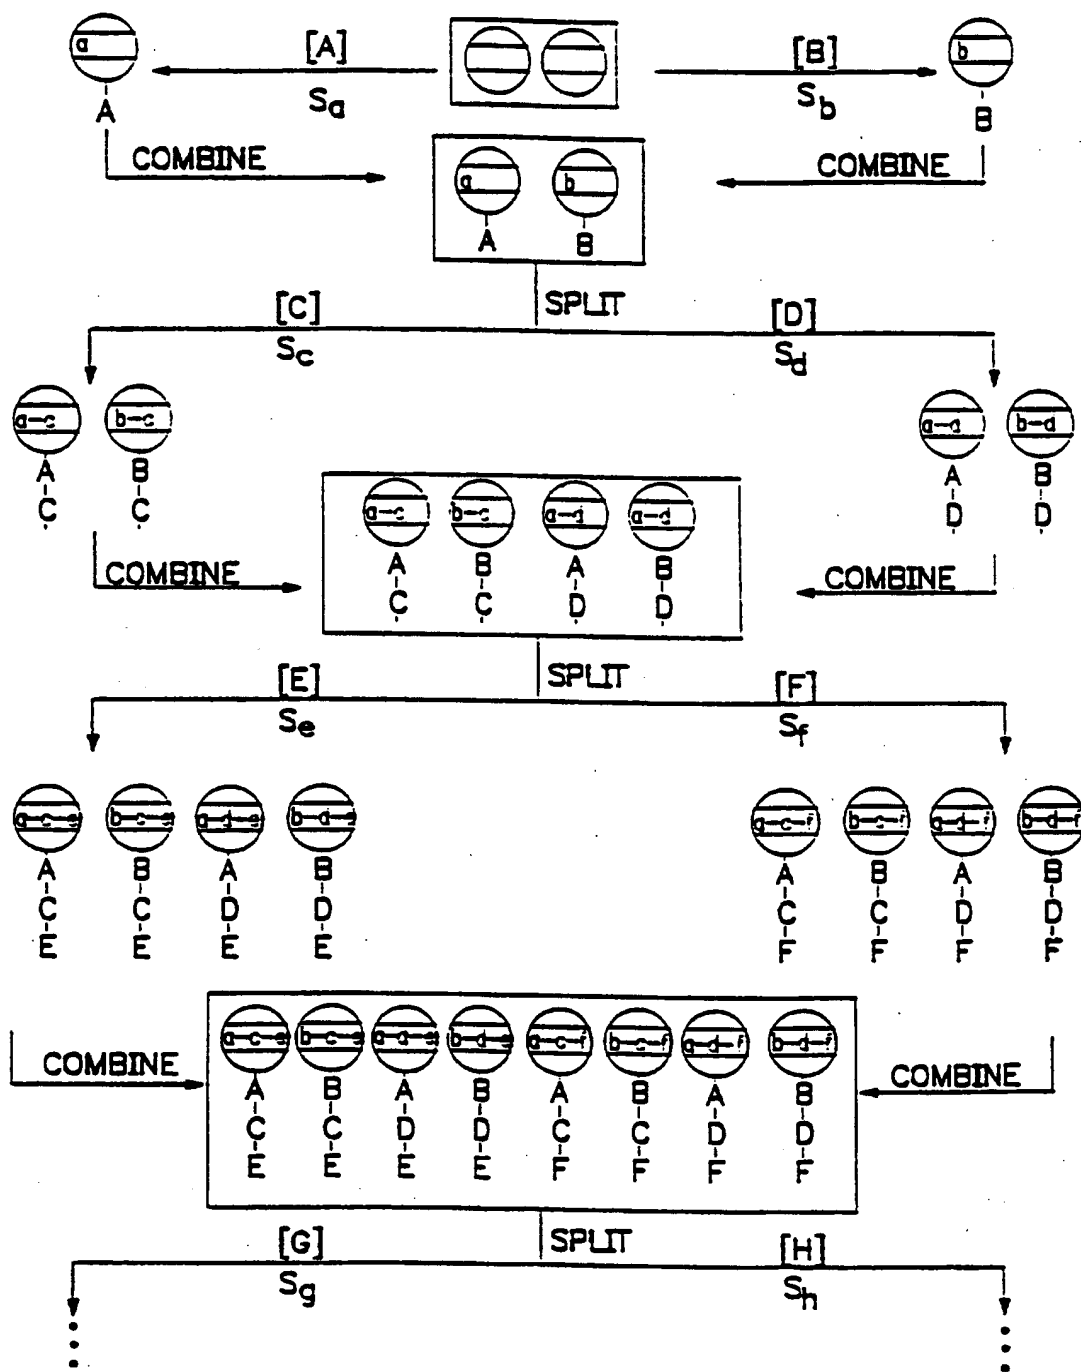 a [A] [B] b
Sa Sb
A B
COMBINE COMBINE
a b
A B
SPLIT
[C] [D]
Sc Sd
a-c b-c a-d b-d
A B A B
C C D D
a-c b-c a-d a-d
A B A B
C C D D
COMBINE COMBINE
SPLIT
[E] [F]
Se Sf
a-c-e b-c-e a-d-e b-d-e a-c-f b-c-f a-d-f b-d-f
A B A B A B A B
C C D D C C D D
E E E E F F F F
a-c-e b-c-e a-d-e b-d-e a-c-f b-c-f a-d-f b-d-f
COMBINE COMBINE
A B A B A B A B
C C D D C C D D
E E E E F F F F
SPLIT
[G] [H]
Sg Sh